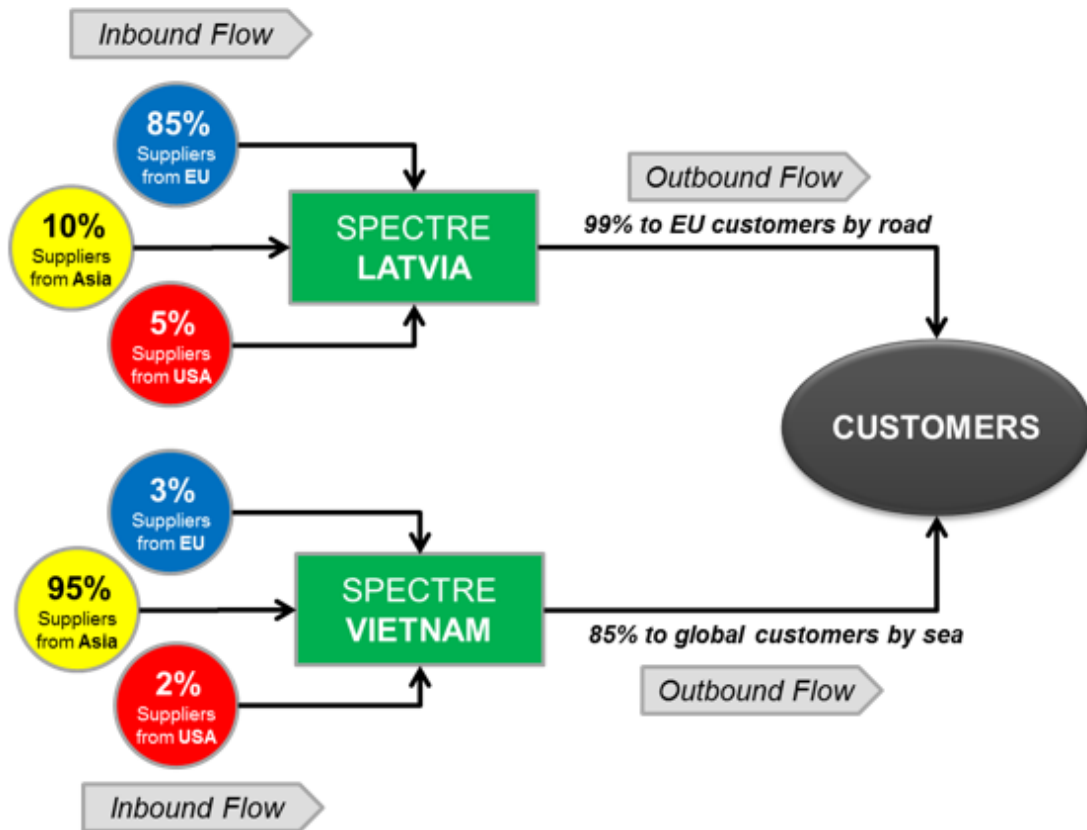 Inbound Flow
85%
Suppliers
from EU
10%
Suppliers
from Asia
5%
Suppliers
from USA
SPECTRE
LATVIA
Outbound Flow
99% to EU customers by road
CUSTOMERS
3%
Suppliers
from EU
95%
Suppliers
from Asia
2%
Suppliers
from USA
SPECTRE
VIETNAM
85% to global customers by sea
Outbound Flow
Inbound Flow